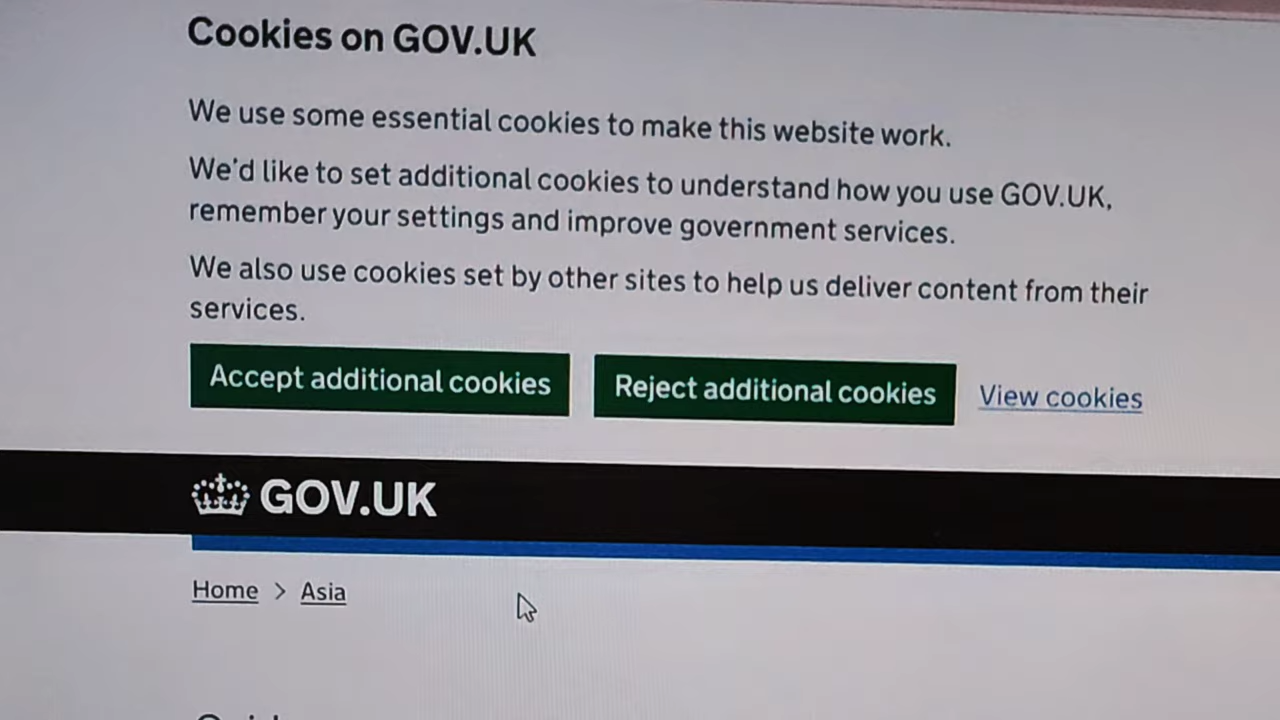 Cookies on GOV.UK
We use some essential cookies to make this website work.
We'd like to set additional cookies to understand how you use GOV.UK,
remember your settings and improve government services.
We also use cookies set by other sites to help us deliver content from their
services.
Accept additional cookies Reject additional cookies View cookies
GOV.UK
Home > Asia